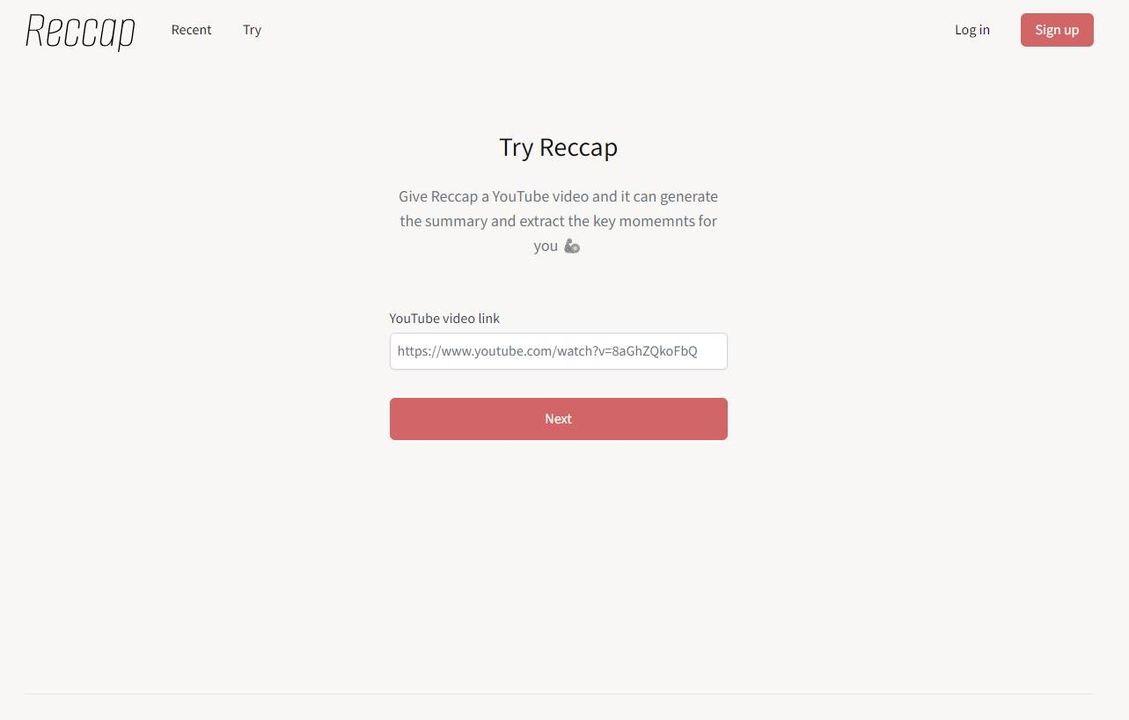 Reccap
Recent
Try
Log in
Sign up
Try Reccap
Give Reccap a YouTube video and it can generate
the summary and extract the key momemnts for
you 🦾
YouTube video link
https://www.youtube.com/watch?v=8aGhZQkoFbQ
Next